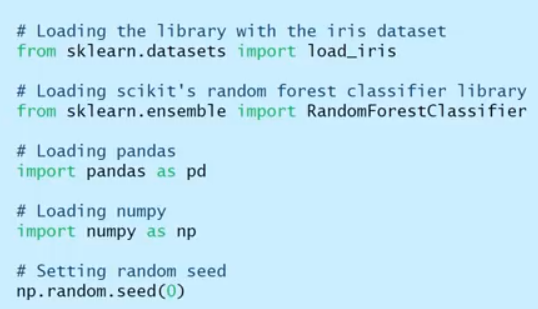 # Loading the library with the iris dataset
from sklearn.datasets import load_iris
# Loading scikit's random forest classifier library
from sklearn.ensemble import RandomForestClassifier
# Loading pandas
import pandas as pd
# Loading numpy
import numpy as np
# Setting random seed
np.random.seed(0)